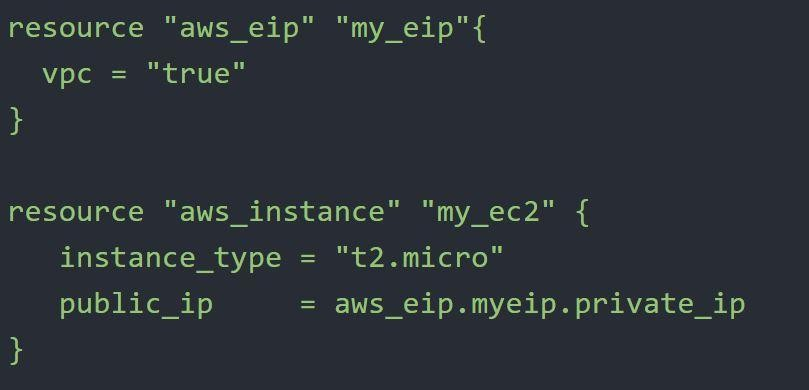 resource "aws_eip" "my_eip"{
  vpc = "true"
}

resource "aws_instance" "my_ec2" {
   instance_type = "t2.micro"
   public_ip     = aws_eip.myeip.private_ip
}